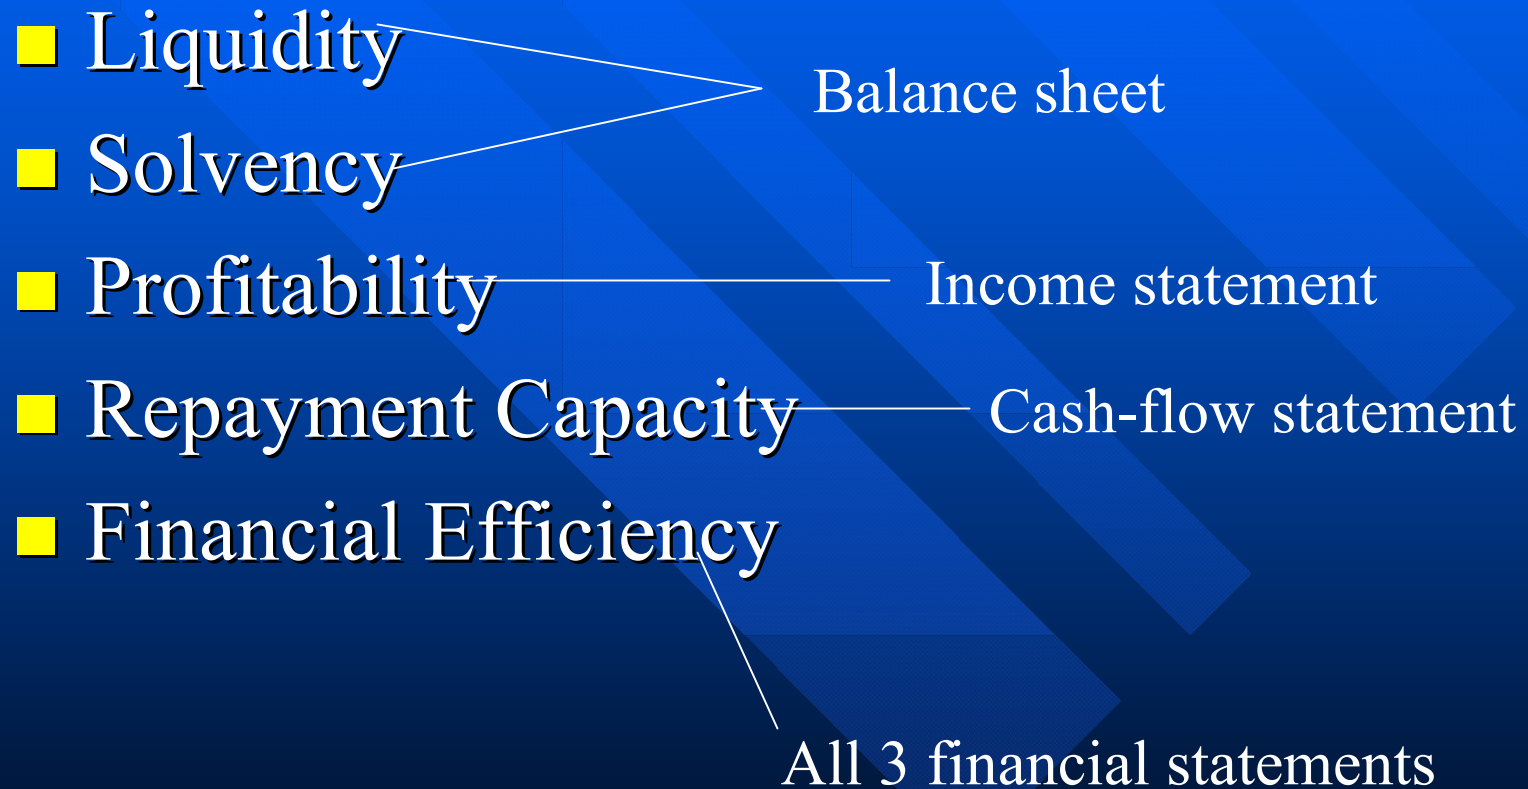 Liquidity
Balance sheet
Solvency
Profitability
Income statement
Repayment Capacity
Cash-flow statement
Financial Efficiency
All 3 financial statements